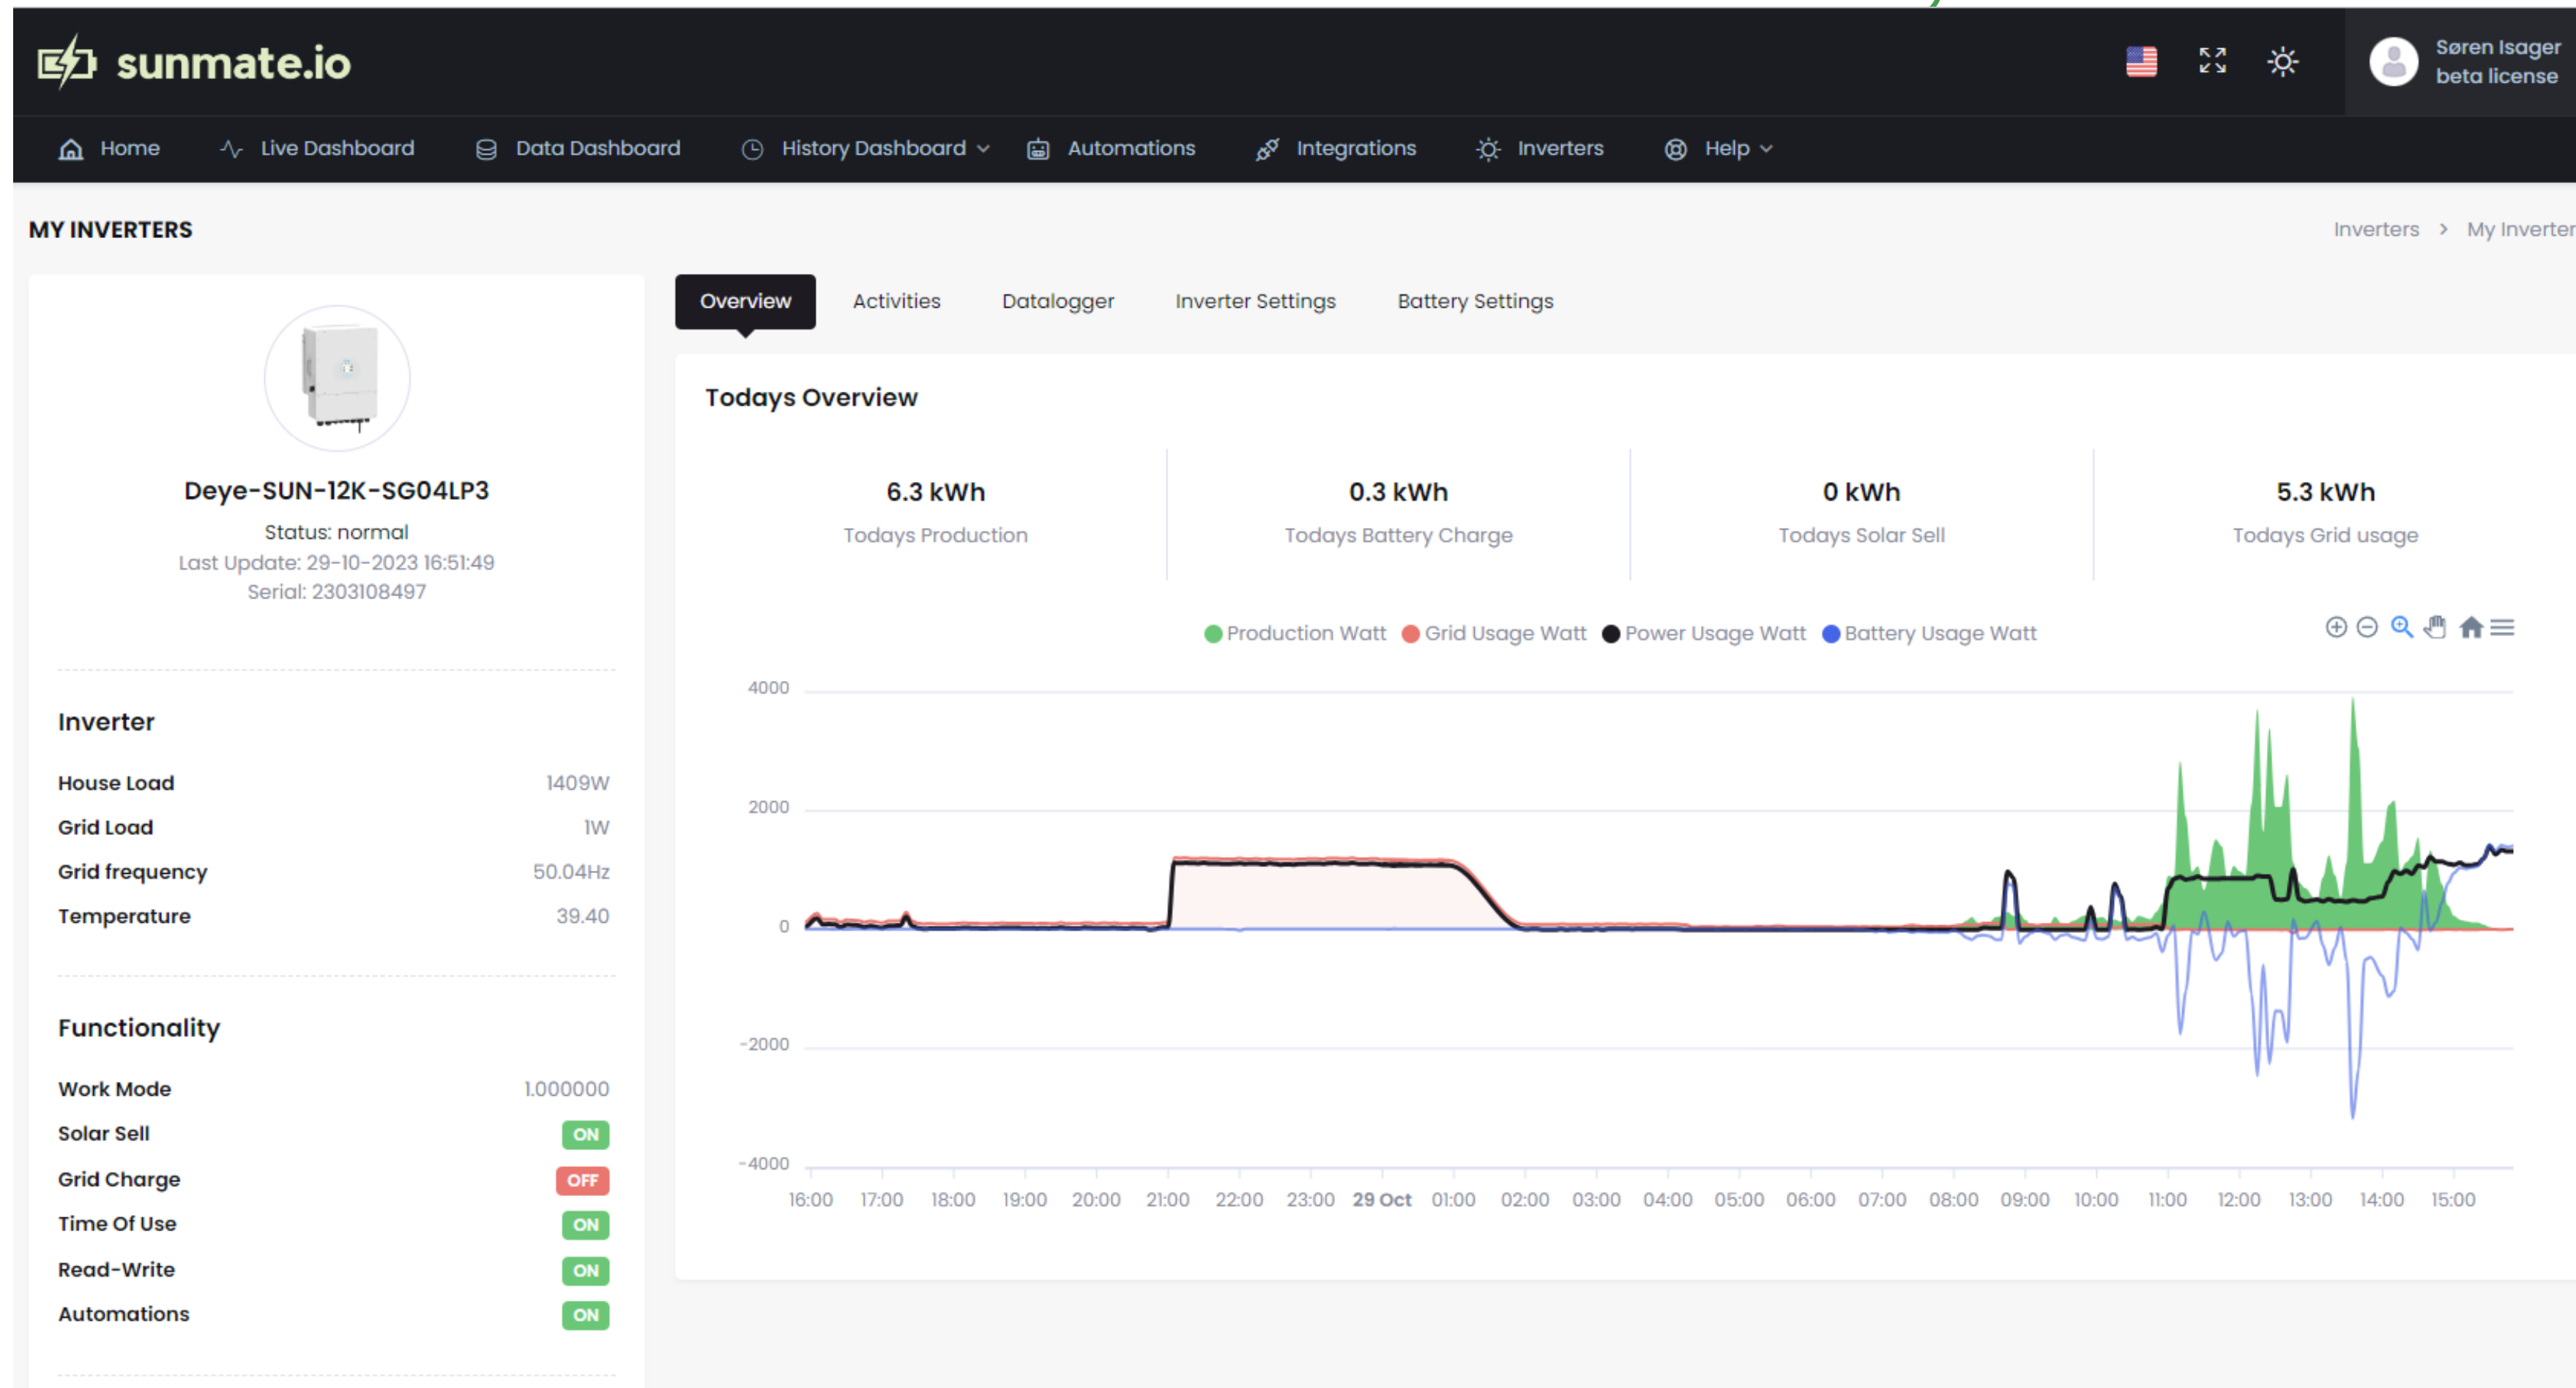 sunmate.io
Søren Isager
beta license
Home Live Dashboard Data Dashboard History Dashboard Automations Integrations Inverters Help
MY INVERTERS
Inverters > My Inverter
Deye-SUN-12K-SG04LP3
Status: normal
Last Update: 29-10-2023 16:51:49
Serial: 2303108497
Inverter
House Load 1409W
Grid Load 1W
Grid frequency 50.04Hz
Temperature 39.40
Functionality
Work Mode 1.000000
Solar Sell ON
Grid Charge OFF
Time Of Use ON
Read-Write ON
Automations ON
Overview Activities Datalogger Inverter Settings Battery Settings
Todays Overview
6.3 kWh
Todays Production
0.3 kWh
Todays Battery Charge
0 kWh
Todays Solar Sell
5.3 kWh
Todays Grid usage
Production Watt Grid Usage Watt Power Usage Watt Battery Usage Watt
4000
2000
0
-2000
-4000
16:00 17:00 18:00 19:00 20:00 21:00 22:00 23:00 29 Oct 01:00 02:00 03:00 04:00 05:00 06:00 07:00 08:00 09:00 10:00 11:00 12:00 13:00 14:00 15:00